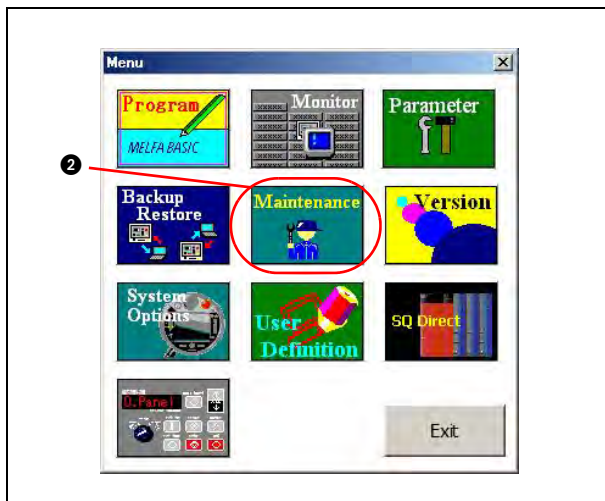 Menu
Program
MELFA BASIC
Monitor
Parameter
2
Backup
Restore
Maintenance
Version
System
Options
User
Definition
SQ Direct
O.Panel
Exit